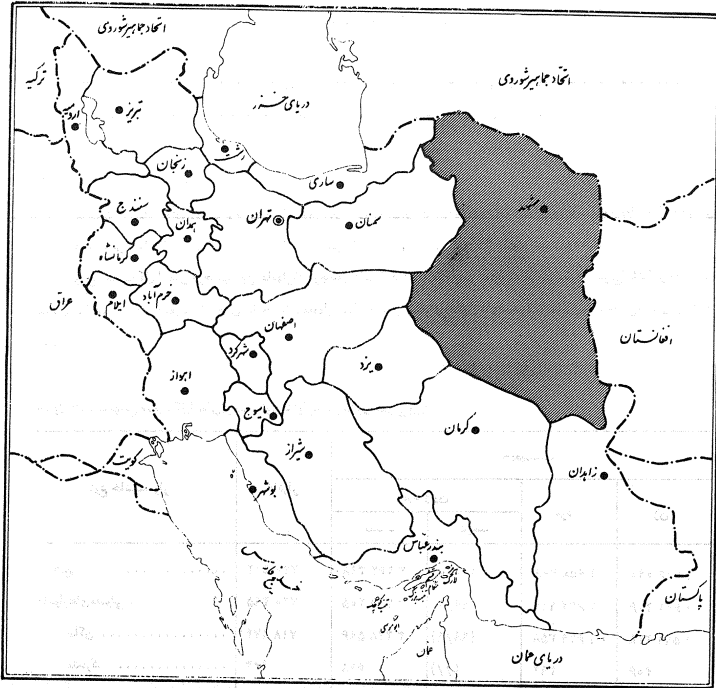 اتحاد جماهیر شوروی
اتحاد جماهیر شوروی
ترکیه
دریای خزر
تبریز
ارومیه
رشت
زنجان
ساری
مشهد
سنندج
همدان
تهران
سمنان
کرمانشاه
ایلام
خرم‌آباد
عراق
اصفهان
افغانستان
شهرکرد
یزد
اهواز
یاسوج
کرمان
شیراز
کویت
زاهدان
بوشهر
بندرعباس
خلیج فارس
پاکستان
ابوموسی
عمان
دریای عمان